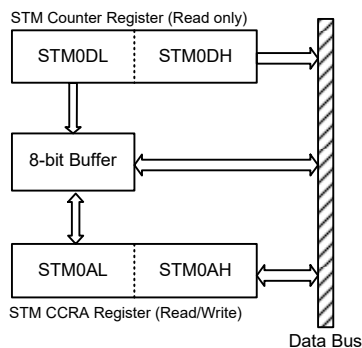 STM Counter Register (Read only)
STM0DL STM0DH
8-bit Buffer
STM0AL STM0AH
STM CCRA Register (Read/Write)
Data Bus